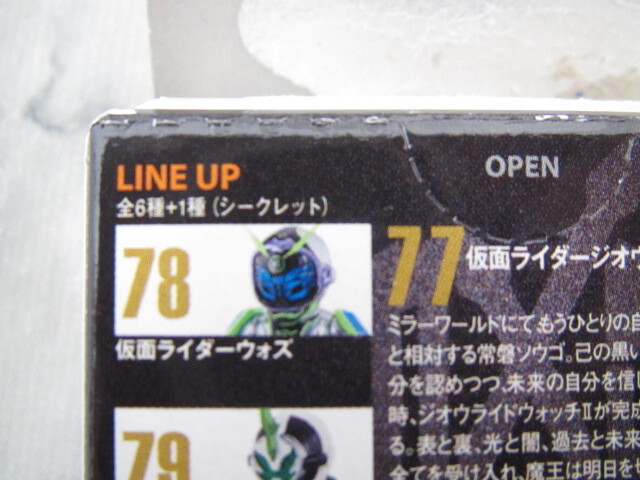 LINE UP
全6種+1種(シークレット)
78
仮面ライダーウォズ
79
OPEN
77
仮面ライダージオウ
ミラーワールドにてもうひとりの自
と相対する常磐ソウゴ。己の黒い
分を認めつつ、未来の自分を信じ
時、ジオウライドウォッチⅡが完成
る。表と裏、光と闇、過去と未来
全てを受け入れ、魔王は明日を